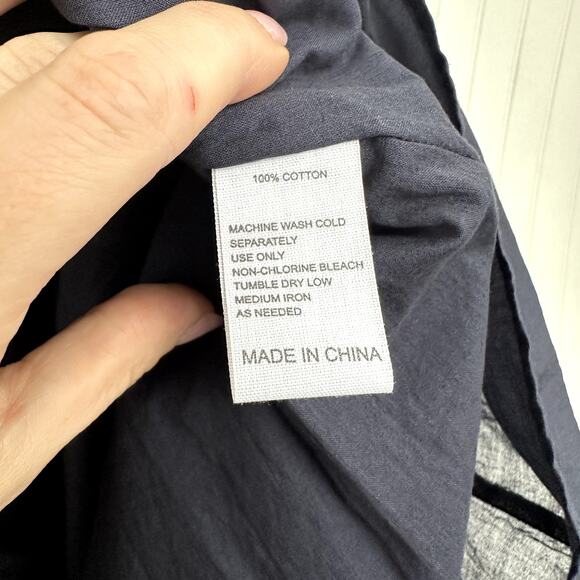 100% COTTON
MACHINE WASH COLD
SEPARATELY
USE ONLY
NON-CHLORINE BLEACH
TUMBLE DRY LOW
MEDIUM IRON
AS NEEDED
MADE IN CHINA